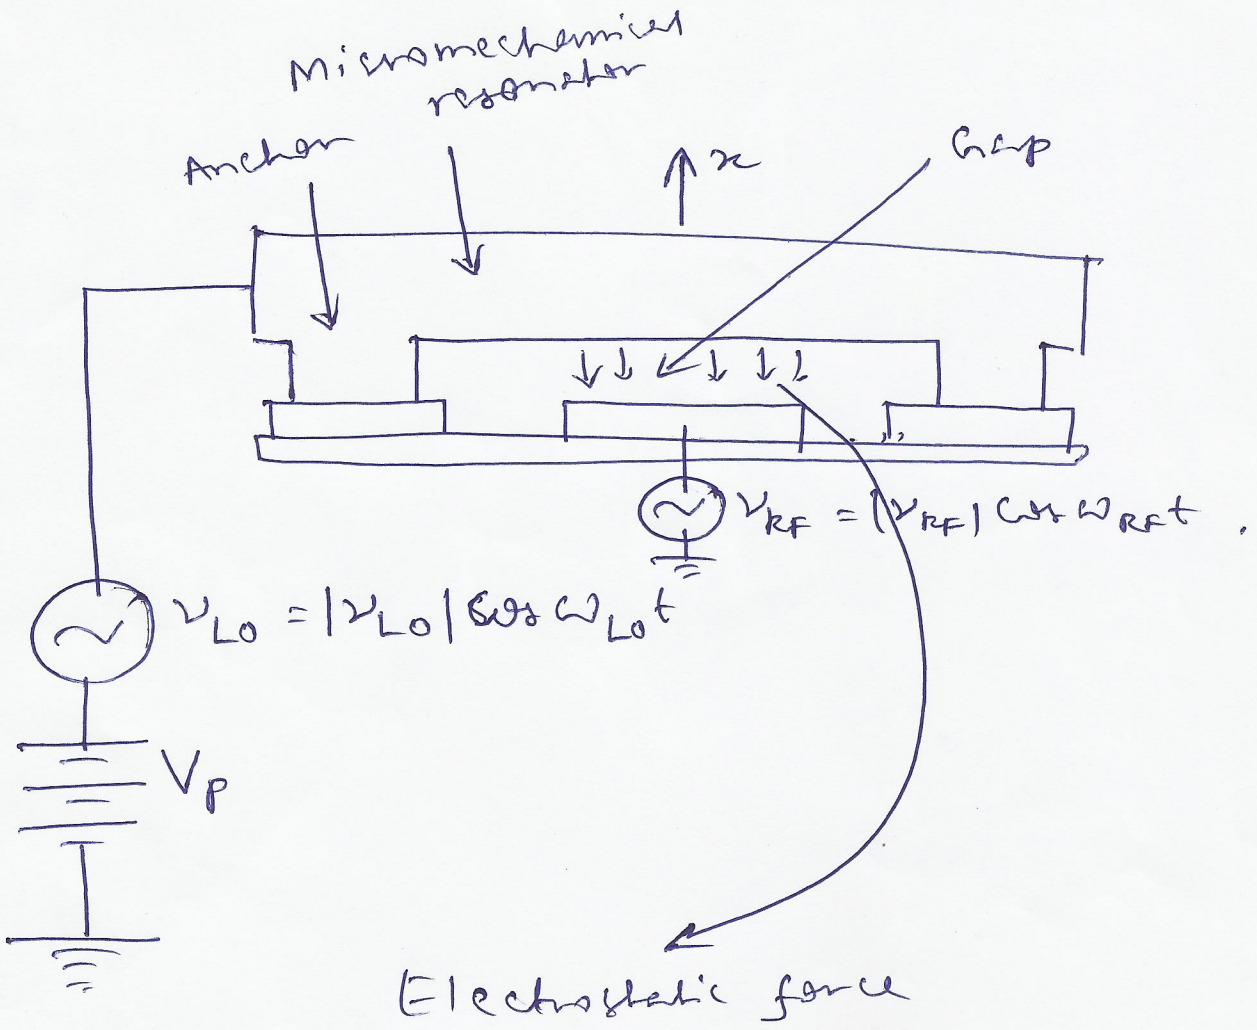 Micromechanical
resonator
Anchor
x
Gap
v_RF = |v_RF| cos ω_RF t .
v_LO = |v_LO| cos ω_LO t
V_P
Electrostatic force